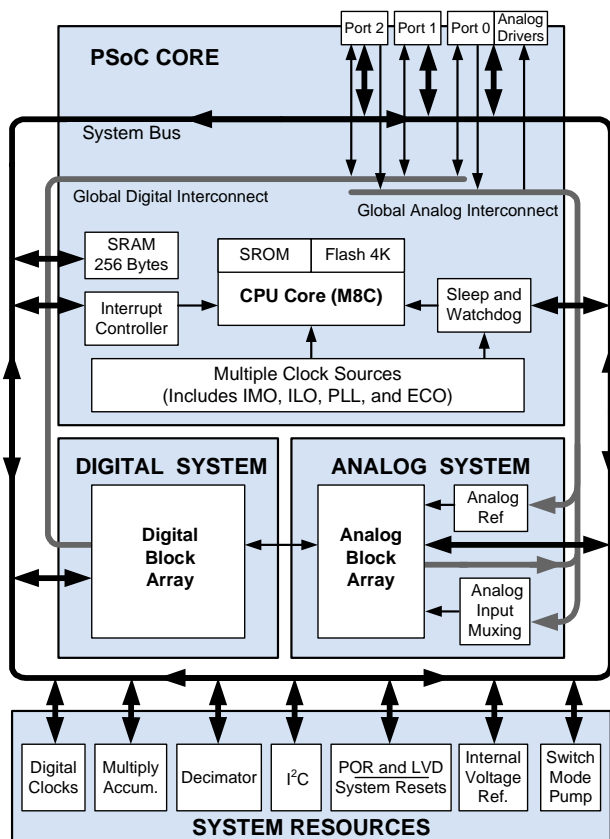 Port 2 Port 1 Port 0 Analog
Drivers
PSoC CORE
System Bus
Global Digital Interconnect
Global Analog Interconnect
SRAM
256 Bytes
SROM Flash 4K
CPU Core (M8C)
Interrupt
Controller
Sleep and
Watchdog
Multiple Clock Sources
(Includes IMO, ILO, PLL, and ECO)
DIGITAL SYSTEM
Digital
Block
Array
ANALOG SYSTEM
Analog
Block
Array
Analog
Ref
Analog
Input
Muxing
Digital
Clocks
Multiply
Accum.
Decimator
I²C
POR and LVD
System Resets
Internal
Voltage
Ref.
Switch
Mode
Pump
SYSTEM RESOURCES